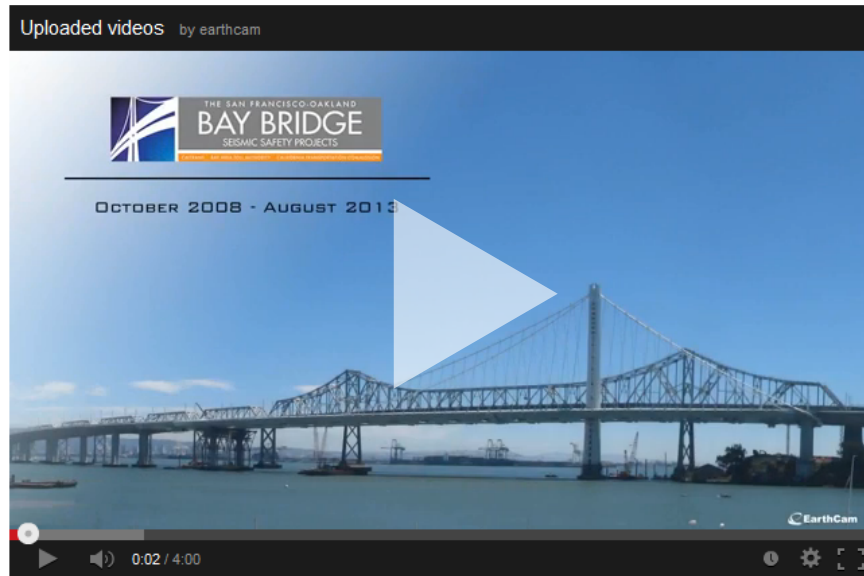 Uploaded videos by earthcam
THE SAN FRANCISCO-OAKLAND
BAY BRIDGE
SEISMIC SAFETY PROJECTS
OCTOBER 2008 - AUGUST 2013
EarthCam
0:02 / 4:00